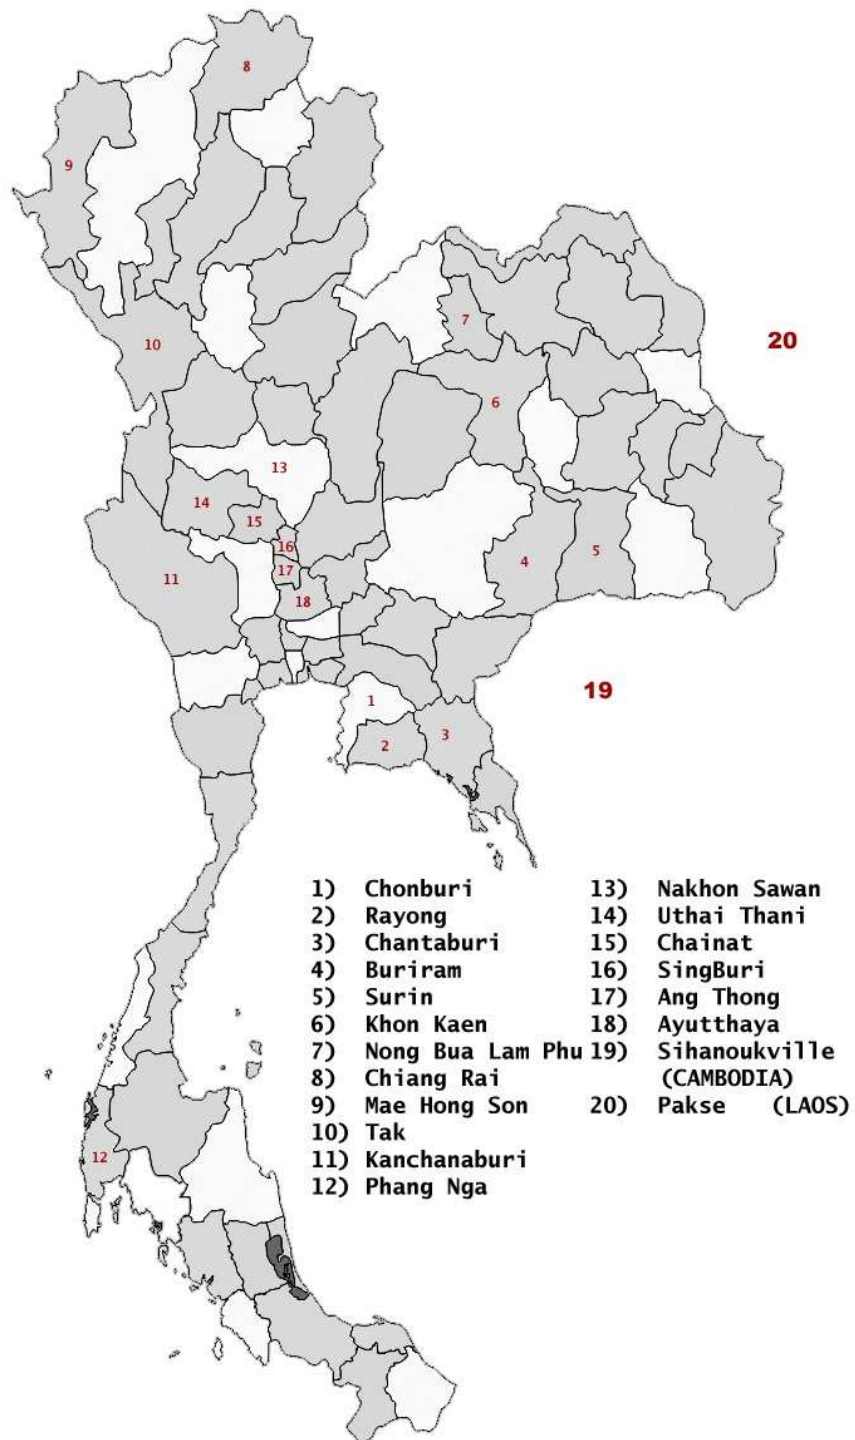 8
9
20
7
10
6
13
14
15
16
4
5
17
11
18
19
1
3
2
1) Chonburi
2) Rayong
3) Chantaburi
4) Buriram
5) Surin
6) Khon Kaen
7) Nong Bua Lam Phu
8) Chiang Rai
9) Mae Hong Son
10) Tak
11) Kanchanaburi
12) Phang Nga
13) Nakhon Sawan
14) Uthai Thani
15) Chainat
16) SingBuri
17) Ang Thong
18) Ayutthaya
19) Sihanoukville
(CAMBODIA)
20) Pakse (LAOS)
12